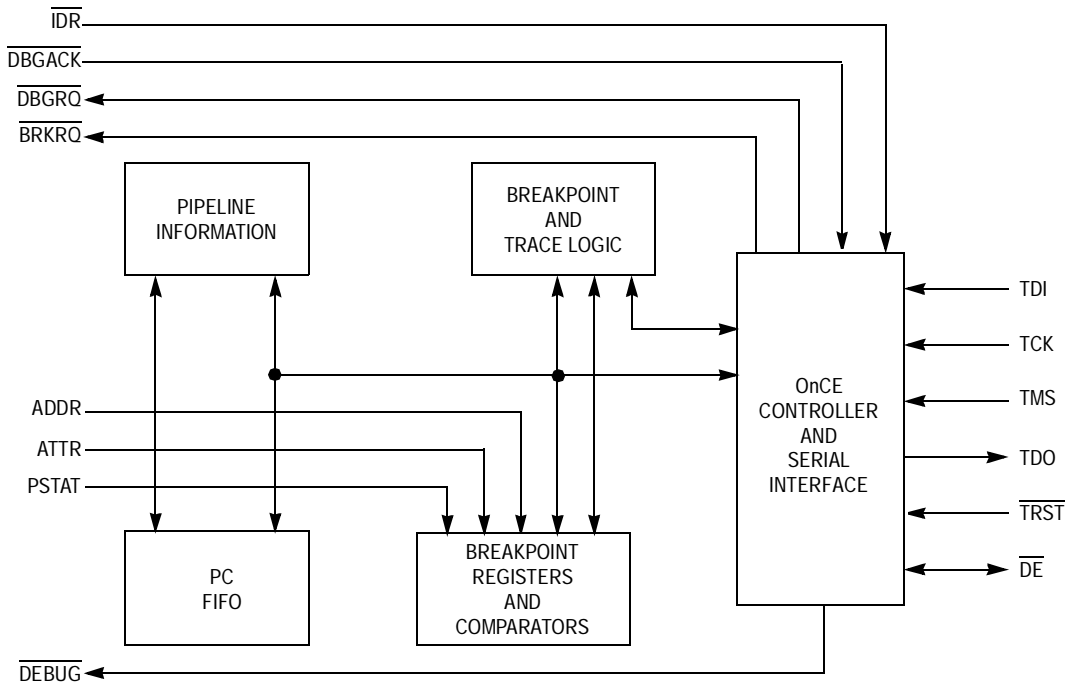 IDR
DBGACK
DBGRQ
BRKRQ
PIPELINE
INFORMATION
BREAKPOINT
AND
TRACE LOGIC
ADDR
ATTR
PSTAT
PC
FIFO
BREAKPOINT
REGISTERS
AND
COMPARATORS
OnCE
CONTROLLER
AND
SERIAL
INTERFACE
TDI
TCK
TMS
TDO
TRST
DE
DEBUG